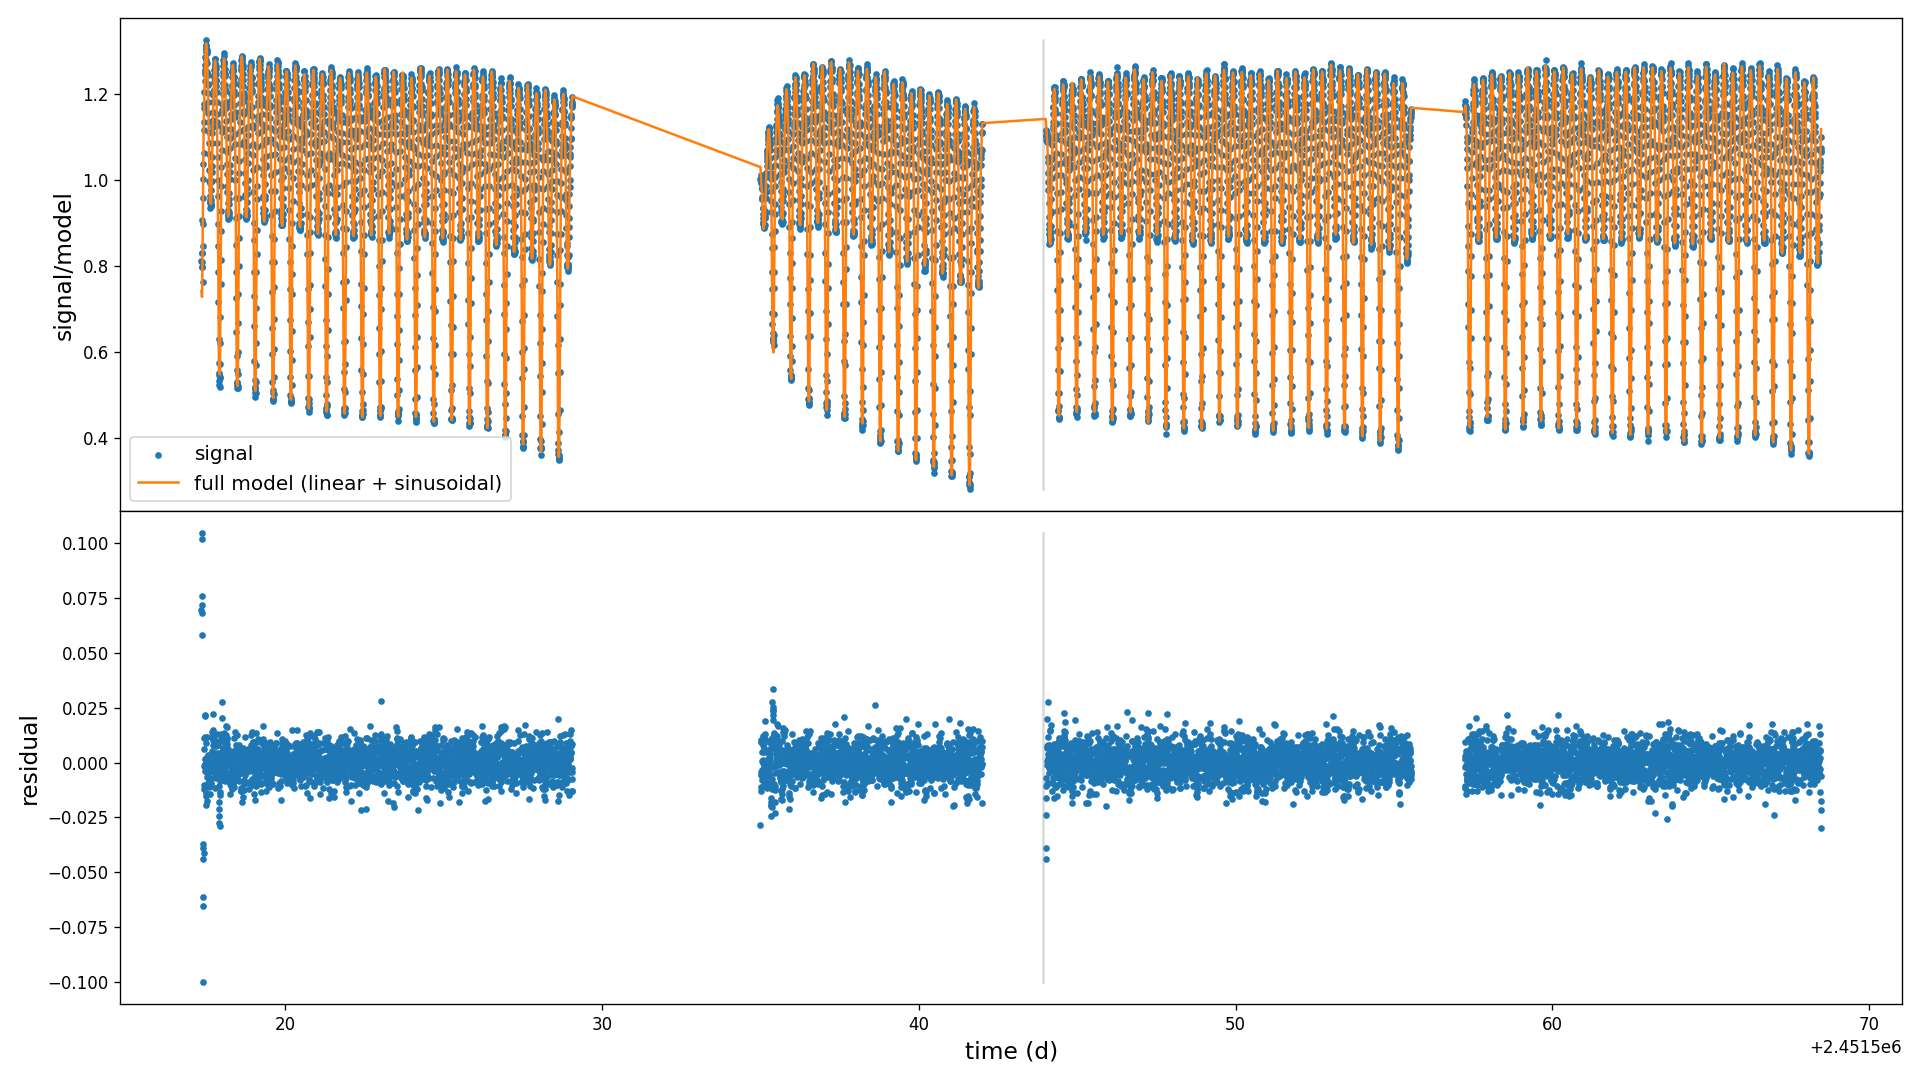 signal/model
1.2
1.0
0.8
0.6
0.4
signal
full model (linear + sinusoidal)
residual
0.100
0.075
0.050
0.025
0.000
−0.025
−0.050
−0.075
−0.100
20 30 40 50 60 70
time (d)
+2.4515e6